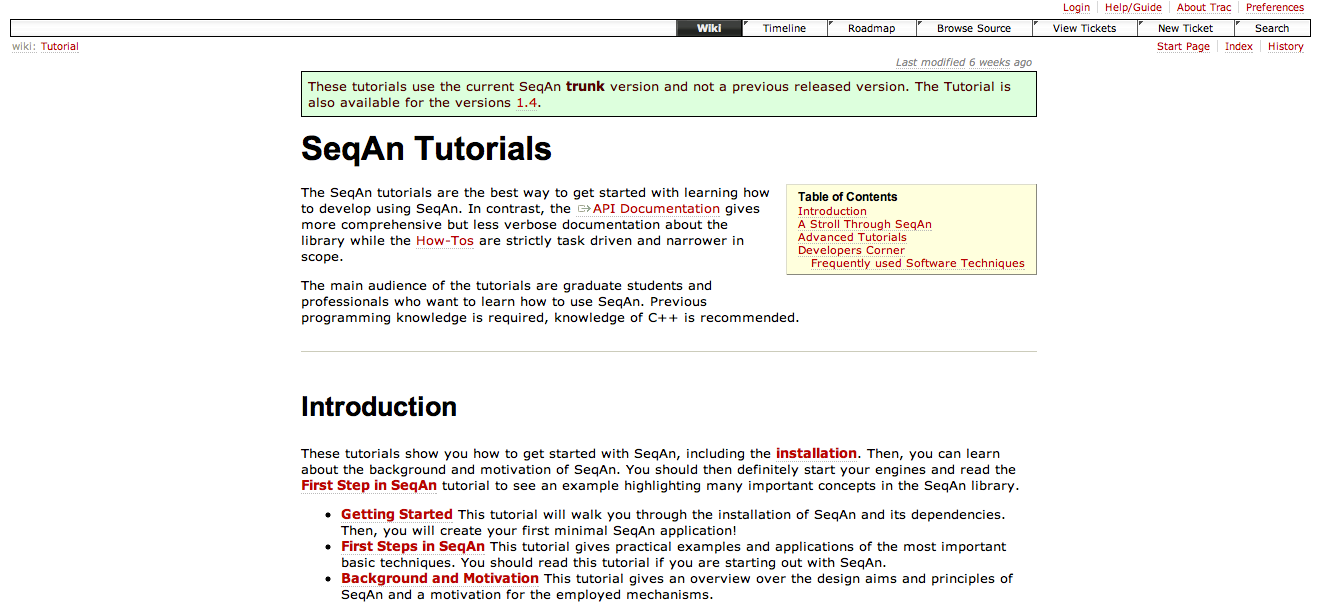 Login Help/Guide About Trac Preferences
Wiki Timeline Roadmap Browse Source View Tickets New Ticket Search
wiki: Tutorial Start Page Index History
Last modified 6 weeks ago
These tutorials use the current SeqAn trunk version and not a previous released version. The Tutorial is
also available for the versions 1.4.
SeqAn Tutorials
The SeqAn tutorials are the best way to get started with learning how
to develop using SeqAn. In contrast, the API Documentation gives
more comprehensive but less verbose documentation about the
library while the How-Tos are strictly task driven and narrower in
scope.
Table of Contents
Introduction
A Stroll Through SeqAn
Advanced Tutorials
Developers Corner
Frequently used Software Techniques
The main audience of the tutorials are graduate students and
professionals who want to learn how to use SeqAn. Previous
programming knowledge is required, knowledge of C++ is recommended.
Introduction
These tutorials show you how to get started with SeqAn, including the installation. Then, you can learn
about the background and motivation of SeqAn. You should then definitely start your engines and read the
First Step in SeqAn tutorial to see an example highlighting many important concepts in the SeqAn library.
• Getting Started This tutorial will walk you through the installation of SeqAn and its dependencies.
Then, you will create your first minimal SeqAn application!
• First Steps in SeqAn This tutorial gives practical examples and applications of the most important
basic techniques. You should read this tutorial if you are starting out with SeqAn.
• Background and Motivation This tutorial gives an overview over the design aims and principles of
SeqAn and a motivation for the employed mechanisms.